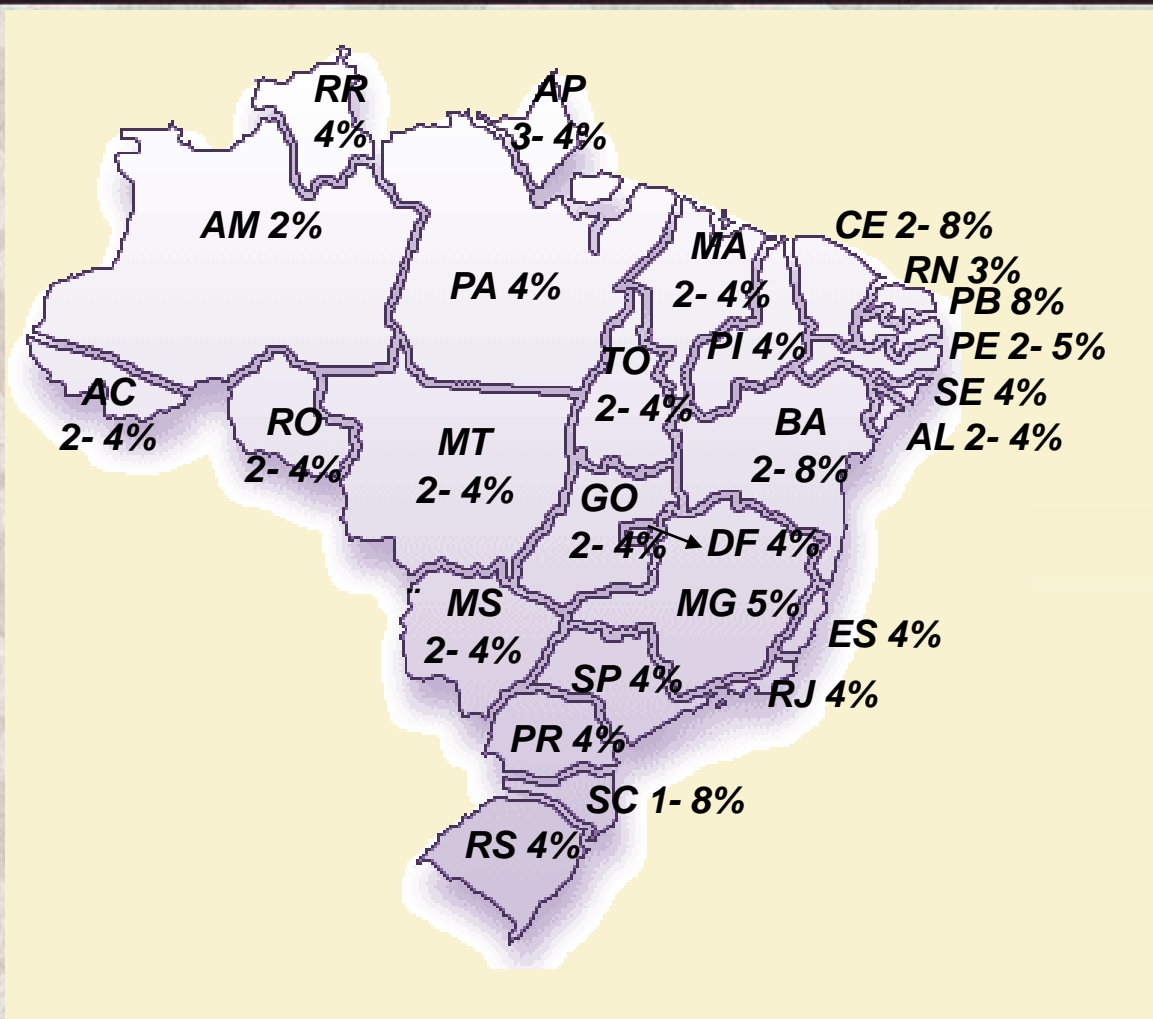 RR
4%
AP
3- 4%
AM 2%
CE 2- 8%
MA
2- 4%
RN 3%
PA 4%
PB 8%
PI 4%
PE 2- 5%
TO
2- 4%
AC
2- 4%
SE 4%
RO
2- 4%
MT
2- 4%
BA
2- 8%
AL 2- 4%
GO
2- 4%
DF 4%
MS
2- 4%
MG 5%
ES 4%
SP 4%
RJ 4%
PR 4%
SC 1- 8%
RS 4%